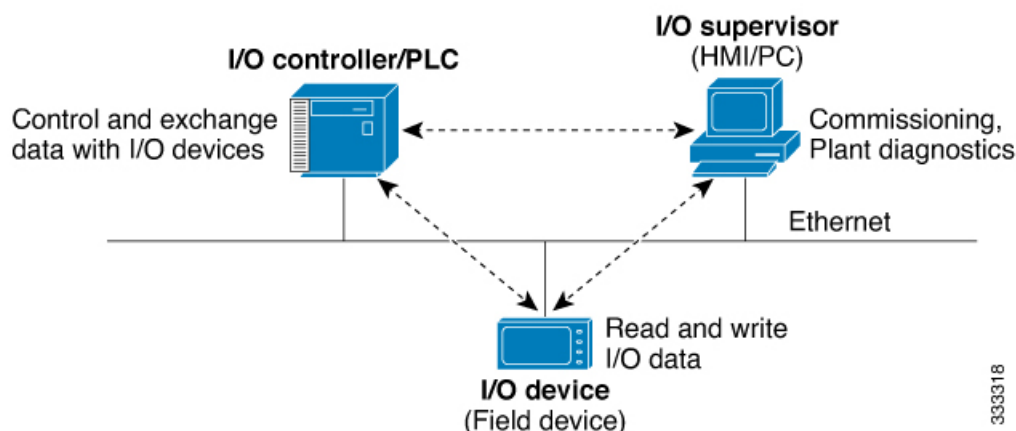 I/O supervisor
(HMI/PC)
I/O controller/PLC
Control and exchange
data with I/O devices
Commissioning,
Plant diagnostics
Ethernet
Read and write
I/O data
I/O device
(Field device)
333318